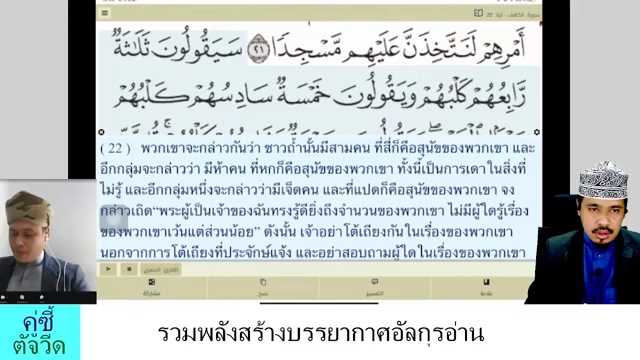 سورة الكهف - آية 22
أَمْرِهِمْ لَنَتَّخِذَنَّ عَلَيْهِم مَّسْجِدًا ﴿٢١﴾ سَيَقُولُونَ ثَلَاثَةٌ
رَّابِعُهُمْ كَلْبُهُمْ وَيَقُولُونَ خَمْسَةٌ سَادِسُهُمْ كَلْبُهُمْ
( 22 ) พวกเขาจะกล่าวกันว่า ชาวถ้ำนั้นมีสามคน ที่สี่ก็คือสุนัขของพวกเขา และ
อีกกลุ่มจะกล่าวว่า มีห้าคน ที่หกก็คือสุนัขของพวกเขา ทั้งนี้เป็นการเดาในสิ่งที่
ไม่รู้ และอีกกลุ่มหนึ่งจะกล่าวว่ามีเจ็ดคน และที่แปดก็คือสุนัขของพวกเขา จง
กล่าวเถิด“พระผู้เป็นเจ้าของฉันทรงรู้ดียิ่งถึงจำนวนของพวกเขา ไม่มีผู้ใดรู้เรื่อง
ของพวกเขาเว้นแต่ส่วนน้อย” ดังนั้น เจ้าอย่าโต้เถียงกันในเรื่องของพวกเขา
นอกจากการโต้เถียงที่ประจักษ์แจ้ง และอย่าสอบถามผู้ใดในเรื่องของพวกเขา
القارئ: الحصري
مشاركة نسخ التفسير علامة
คู่ซี้
ตัจวีด
รวมพลังสร้างบรรยากาศอัลกุรอ่าน